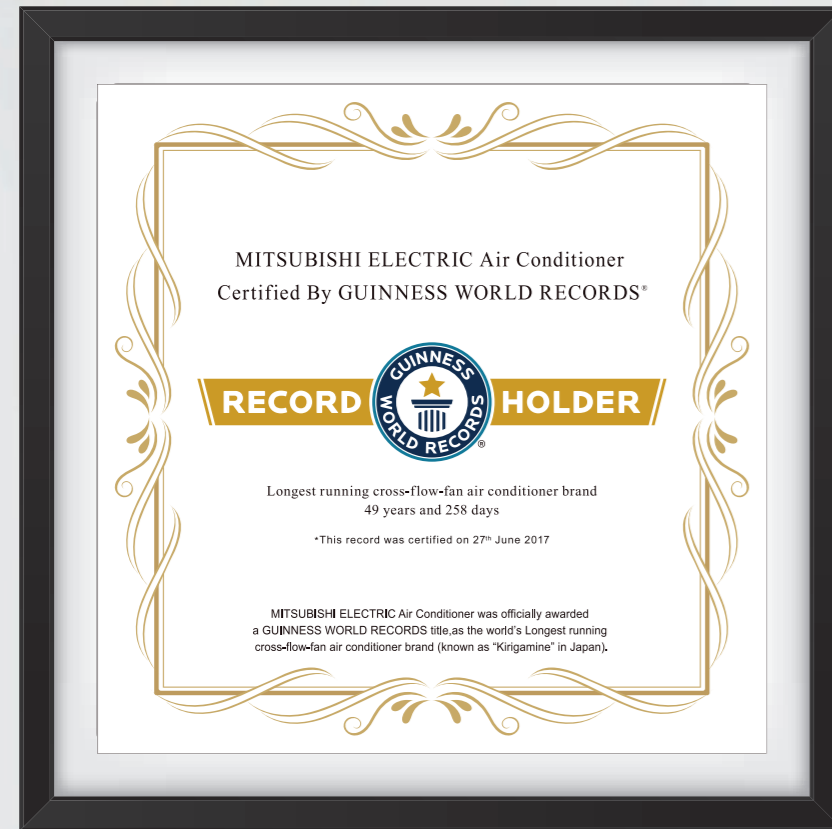 MITSUBISHI ELECTRIC Air Conditioner
Certified By GUINNESS WORLD RECORDS®
RECORD
GUINNESS
WORLD RECORDS®
HOLDER
Longest running cross-flow-fan air conditioner brand
49 years and 258 days
*This record was certified on 27th June 2017
MITSUBISHI ELECTRIC Air Conditioner was officially awarded
a GUINNESS WORLD RECORDS title,as the world's Longest running
cross-flow-fan air conditioner brand (known as “Kirigamine” in Japan).